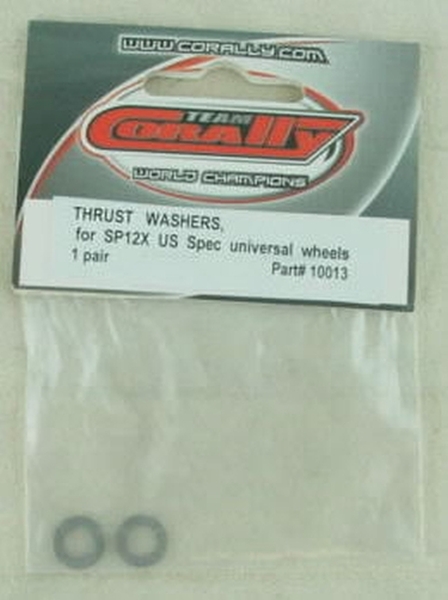 WWW.CORALLY.COM
TEAM
CORALLY
WORLD CHAMPIONS
THRUST WASHERS,
for SP12X US Spec universal wheels
1 pair Part# 10013